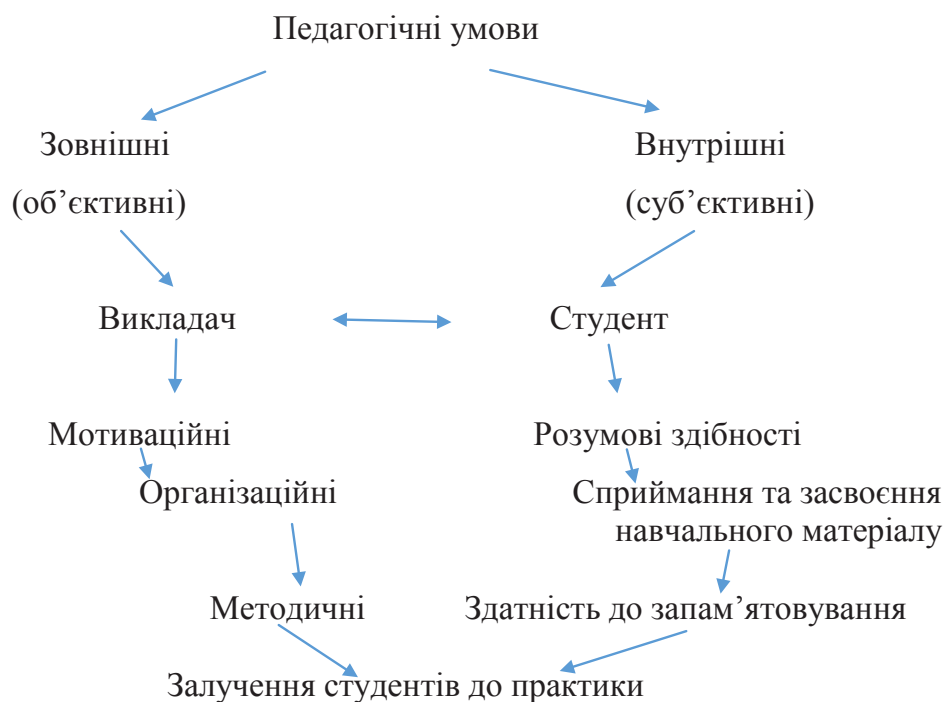 Педагогічні умови
Зовнішні
(об’єктивні)
Внутрішні
(суб’єктивні)
Викладач
Студент
Мотиваційні
Розумові здібності
Організаційні
Сприймання та засвоєння
навчального матеріалу
Методичні
Здатність до запам’ятовування
Залучення студентів до практики